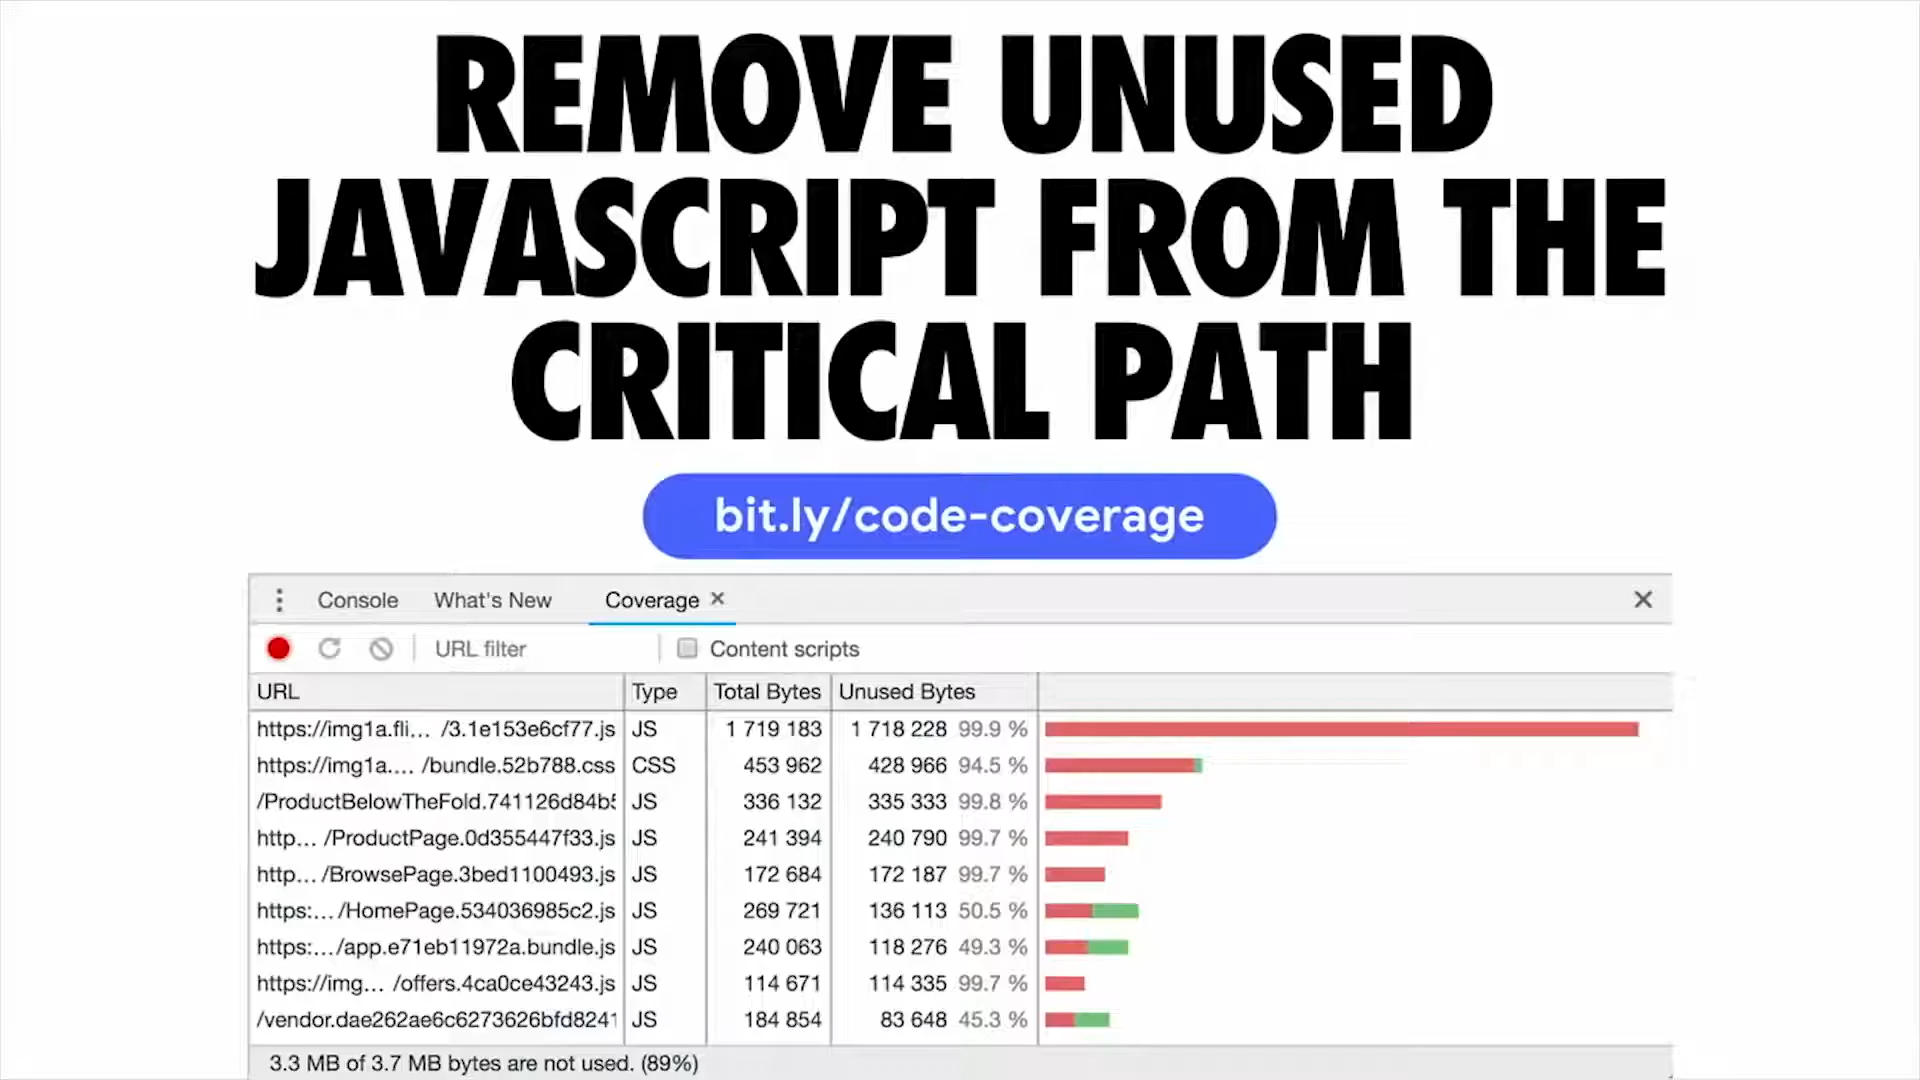 REMOVE UNUSED
JAVASCRIPT FROM THE
CRITICAL PATH
bit.ly/code-coverage
Console What's New Coverage ×
URL filter Content scripts
URL Type Total Bytes Unused Bytes
https://img1a.fli... /3.1e153e6cf77.js JS 1 719 183 1 718 228 99.9 %
https://img1a.... /bundle.52b788.css CSS 453 962 428 966 94.5 %
/ProductBelowTheFold.741126d84b5 JS 336 132 335 333 99.8 %
http... /ProductPage.0d355447f33.js JS 241 394 240 790 99.7 %
http... /BrowsePage.3bed1100493.js JS 172 684 172 187 99.7 %
https:... /HomePage.534036985c2.js JS 269 721 136 113 50.5 %
https:.../app.e71eb11972a.bundle.js JS 240 063 118 276 49.3 %
https://img... /offers.4ca0ce43243.js JS 114 671 114 335 99.7 %
/vendor.dae262ae6c6273626bfd8241 JS 184 854 83 648 45.3 %
3.3 MB of 3.7 MB bytes are not used. (89%)